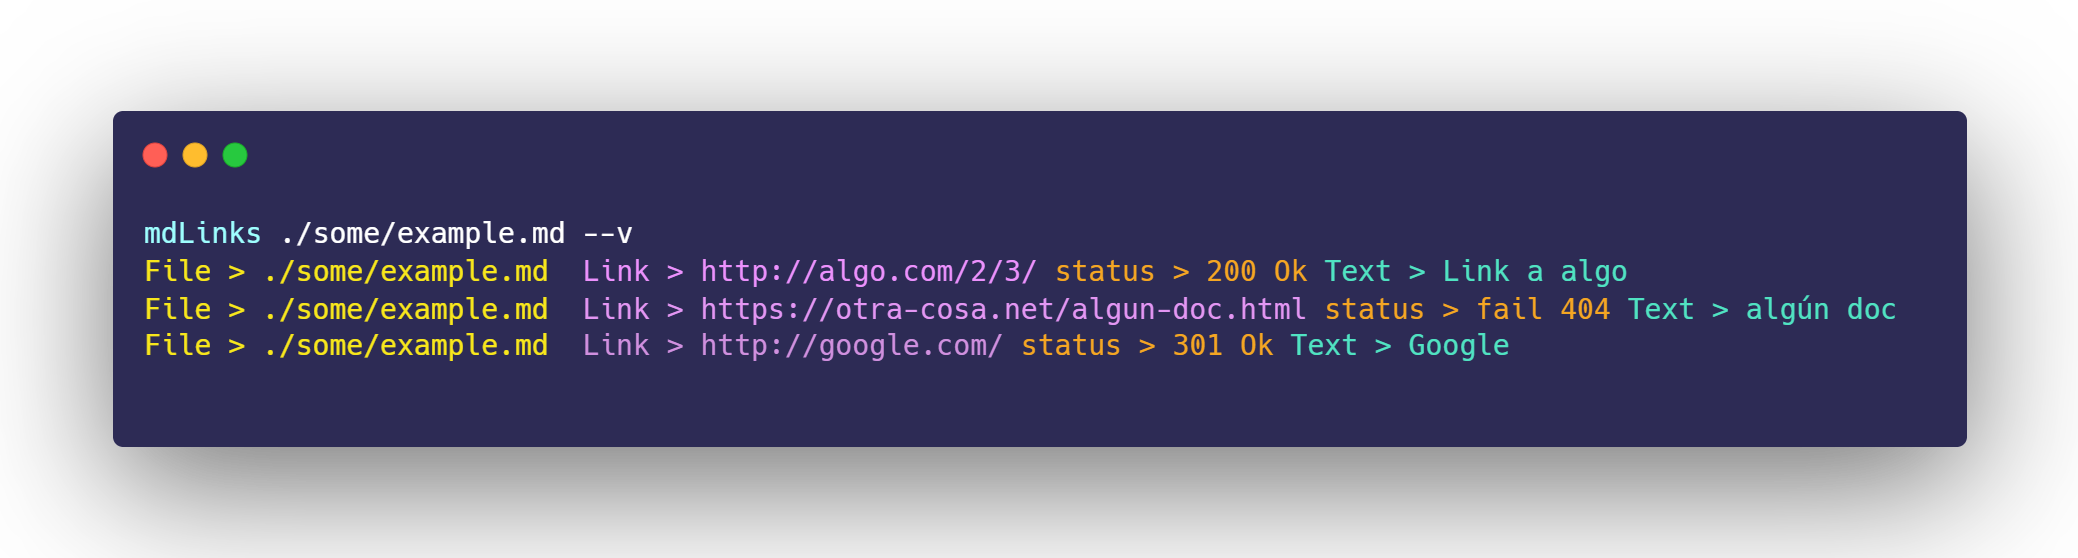 mdLinks ./some/example.md --v
File > ./some/example.md  Link > http://algo.com/2/3/ status > 200 Ok Text > Link a algo
File > ./some/example.md  Link > https://otra-cosa.net/algun-doc.html status > fail 404 Text > algún doc
File > ./some/example.md  Link > http://google.com/ status > 301 Ok Text > Google